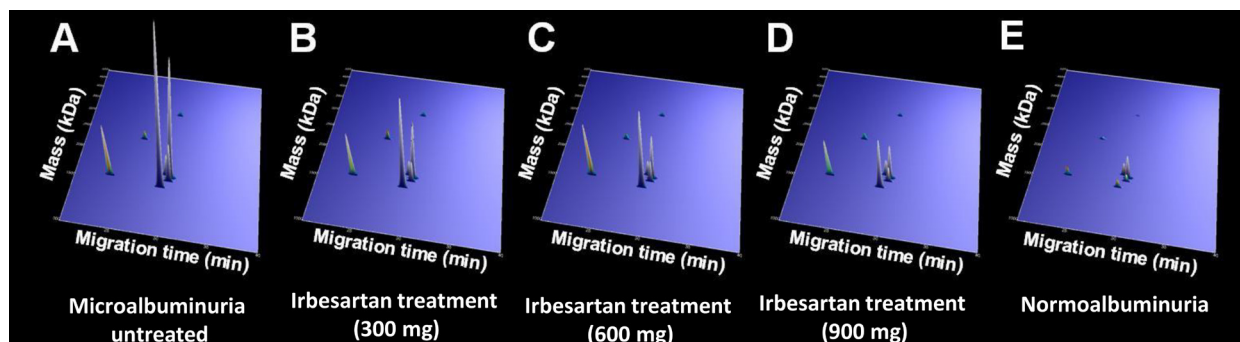 A
B
C
D
E
Mass (kDa)
Migration time (min)
Mass (kDa)
Migration time (min)
Mass (kDa)
Migration time (min)
Mass (kDa)
Migration time (min)
Mass (kDa)
Migration time (min)
Microalbuminuria
untreated
Irbesartan treatment
(300 mg)
Irbesartan treatment
(600 mg)
Irbesartan treatment
(900 mg)
Normoalbuminuria